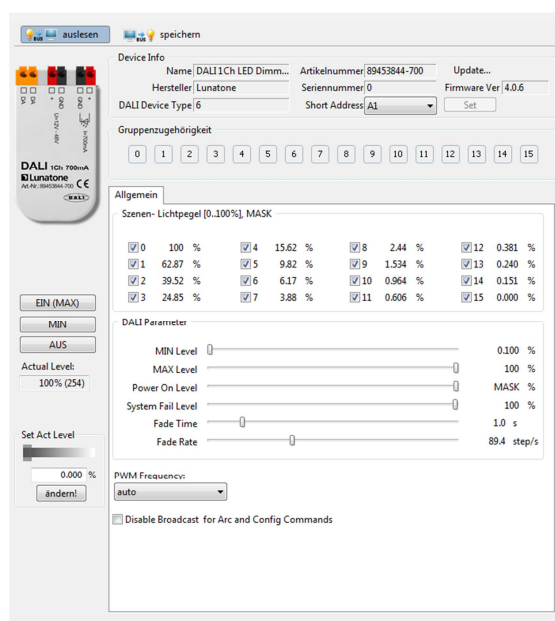 auslesen speichern
Device Info
Name DALI 1Ch LED Dimm... Artikelnummer 89453844-700 Update...
Hersteller Lunatone Seriennummer 0 Firmware Ver 4.0.6
DALI Device Type 6 Short Address A1 Set
Gruppenzugehörigkeit
0 1 2 3 4 5 6 7 8 9 10 11 12 13 14 15
DA DA + GND GND +
U=12V -48V I=700mA
DALI 1Ch 700mA
Lunatone
Art.-Nr.:89453844-700 CE
DALI
Allgemein
Szenen- Lichtpegel [0..100%], MASK
0 100 % 4 15.62 % 8 2.44 % 12 0.381 %
1 62.87 % 5 9.82 % 9 1.534 % 13 0.240 %
2 39.52 % 6 6.17 % 10 0.964 % 14 0.151 %
3 24.85 % 7 3.88 % 11 0.606 % 15 0.000 %
EIN (MAX)
MIN
AUS
Actual Level:
100% (254)
Set Act Level
0.000 %
ändern!
DALI Parameter
MIN Level 0.100 %
MAX Level 100 %
Power On Level MASK %
System Fail Level 100 %
Fade Time 1.0 s
Fade Rate 89.4 step/s
PWM Frequency:
auto
Disable Broadcast for Arc and Config Commands